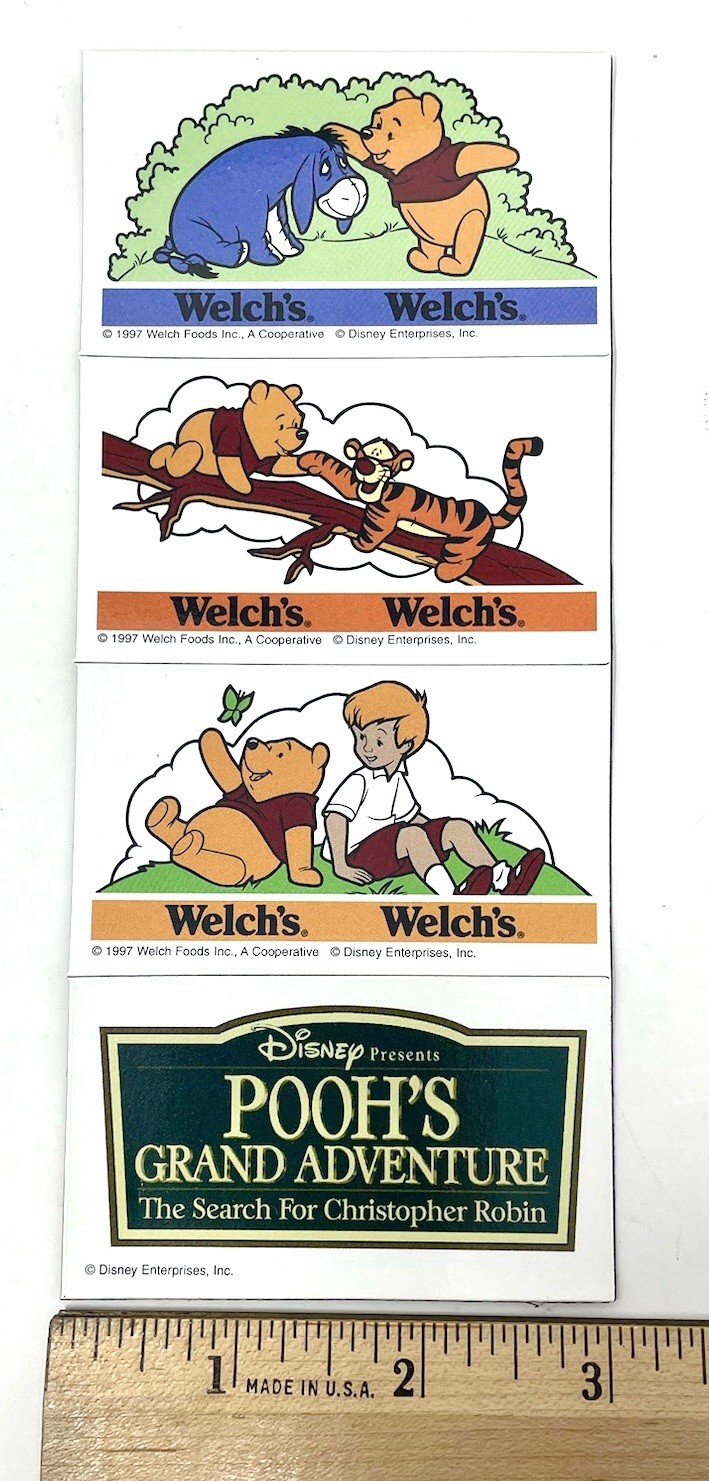 Welch's® Welch's®
© 1997 Welch Foods Inc., A Cooperative © Disney Enterprises, Inc.
Welch's® Welch's®
© 1997 Welch Foods Inc., A Cooperative © Disney Enterprises, Inc.
Welch's® Welch's®
© 1997 Welch Foods Inc., A Cooperative © Disney Enterprises, Inc.
Disney Presents
POOH'S
GRAND ADVENTURE
The Search For Christopher Robin
© Disney Enterprises, Inc.
1 MADE IN U.S.A. 2 3